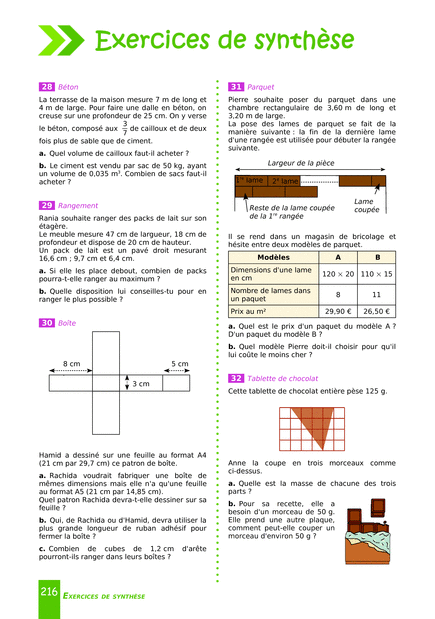 Exercices de synthèse
28 Béton
La terrasse de la maison mesure 7 m de long et
4 m de large. Pour faire une dalle en béton, on
creuse sur une profondeur de 25 cm. On y verse
le béton, composé aux 3/7 de cailloux et de deux
fois plus de sable que de ciment.
a. Quel volume de cailloux faut-il acheter ?
b. Le ciment est vendu par sac de 50 kg, ayant
un volume de 0,035 m³. Combien de sacs faut-il
acheter ?
29 Rangement
Rania souhaite ranger des packs de lait sur son
étagère.
Le meuble mesure 47 cm de largeur, 18 cm de
profondeur et dispose de 20 cm de hauteur.
Un pack de lait est un pavé droit mesurant
16,6 cm ; 9,7 cm et 6,4 cm.
a. Si elle les place debout, combien de packs
pourra-t-elle ranger au maximum ?
b. Quelle disposition lui conseilles-tu pour en
ranger le plus possible ?
30 Boîte
8 cm
5 cm
3 cm
Hamid a dessiné sur une feuille au format A4
(21 cm par 29,7 cm) ce patron de boîte.
a. Rachida voudrait fabriquer une boîte de
mêmes dimensions mais elle n'a qu'une feuille
au format A5 (21 cm par 14,85 cm).
Quel patron Rachida devra-t-elle dessiner sur sa
feuille ?
b. Qui, de Rachida ou d'Hamid, devra utiliser la
plus grande longueur de ruban adhésif pour
fermer la boîte ?
c. Combien de cubes de 1,2 cm d'arête
pourront-ils ranger dans leurs boîtes ?
31 Parquet
Pierre souhaite poser du parquet dans une
chambre rectangulaire de 3,60 m de long et
3,20 m de large.
La pose des lames de parquet se fait de la
manière suivante : la fin de la dernière lame
d'une rangée est utilisée pour débuter la rangée
suivante.
Largeur de la pièce
1re lame 2e lame
Reste de la lame coupée
de la 1re rangée
Lame
coupée
Il se rend dans un magasin de bricolage et
hésite entre deux modèles de parquet.
Modèles A B
Dimensions d'une lame
en cm 120 × 20 110 × 15
Nombre de lames dans
un paquet 8 11
Prix au m² 29,90 € 26,50 €
a. Quel est le prix d'un paquet du modèle A ?
D'un paquet du modèle B ?
b. Quel modèle Pierre doit-il choisir pour qu'il
lui coûte le moins cher ?
32 Tablette de chocolat
Cette tablette de chocolat entière pèse 125 g.
Anne la coupe en trois morceaux comme
ci-dessus.
a. Quelle est la masse de chacune des trois
parts ?
b. Pour sa recette, elle a
besoin d'un morceau de 50 g.
Elle prend une autre plaque,
comment peut-elle couper un
morceau d'environ 50 g ?
216 EXERCICES DE SYNTHÈSE